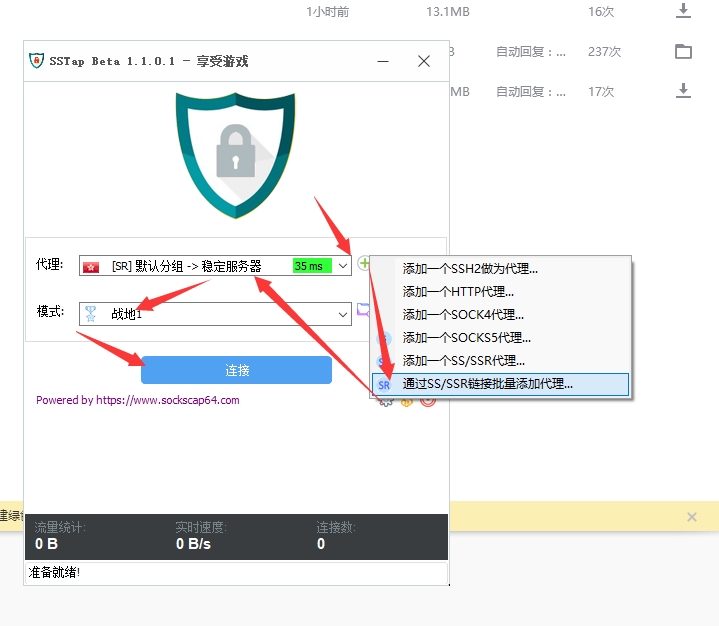 1小时前 13.1MB 16次
自动回复：... 237次
MB 自动回复：... 17次
SSTap Beta 1.1.0.1 - 享受游戏
代理: [SR] 默认分组 -> 稳定服务器 35 ms
模式: 战地1
连接
Powered by https://www.sockscap64.com
添加一个SSH2做为代理...
添加一个HTTP代理...
添加一个SOCK4代理...
添加一个SOCKS5代理...
添加一个SS/SSR代理...
SR 通过SS/SSR链接批量添加代理...
流量统计: 实时速度: 连接数:
0 B 0 B/s 0
准备就绪!